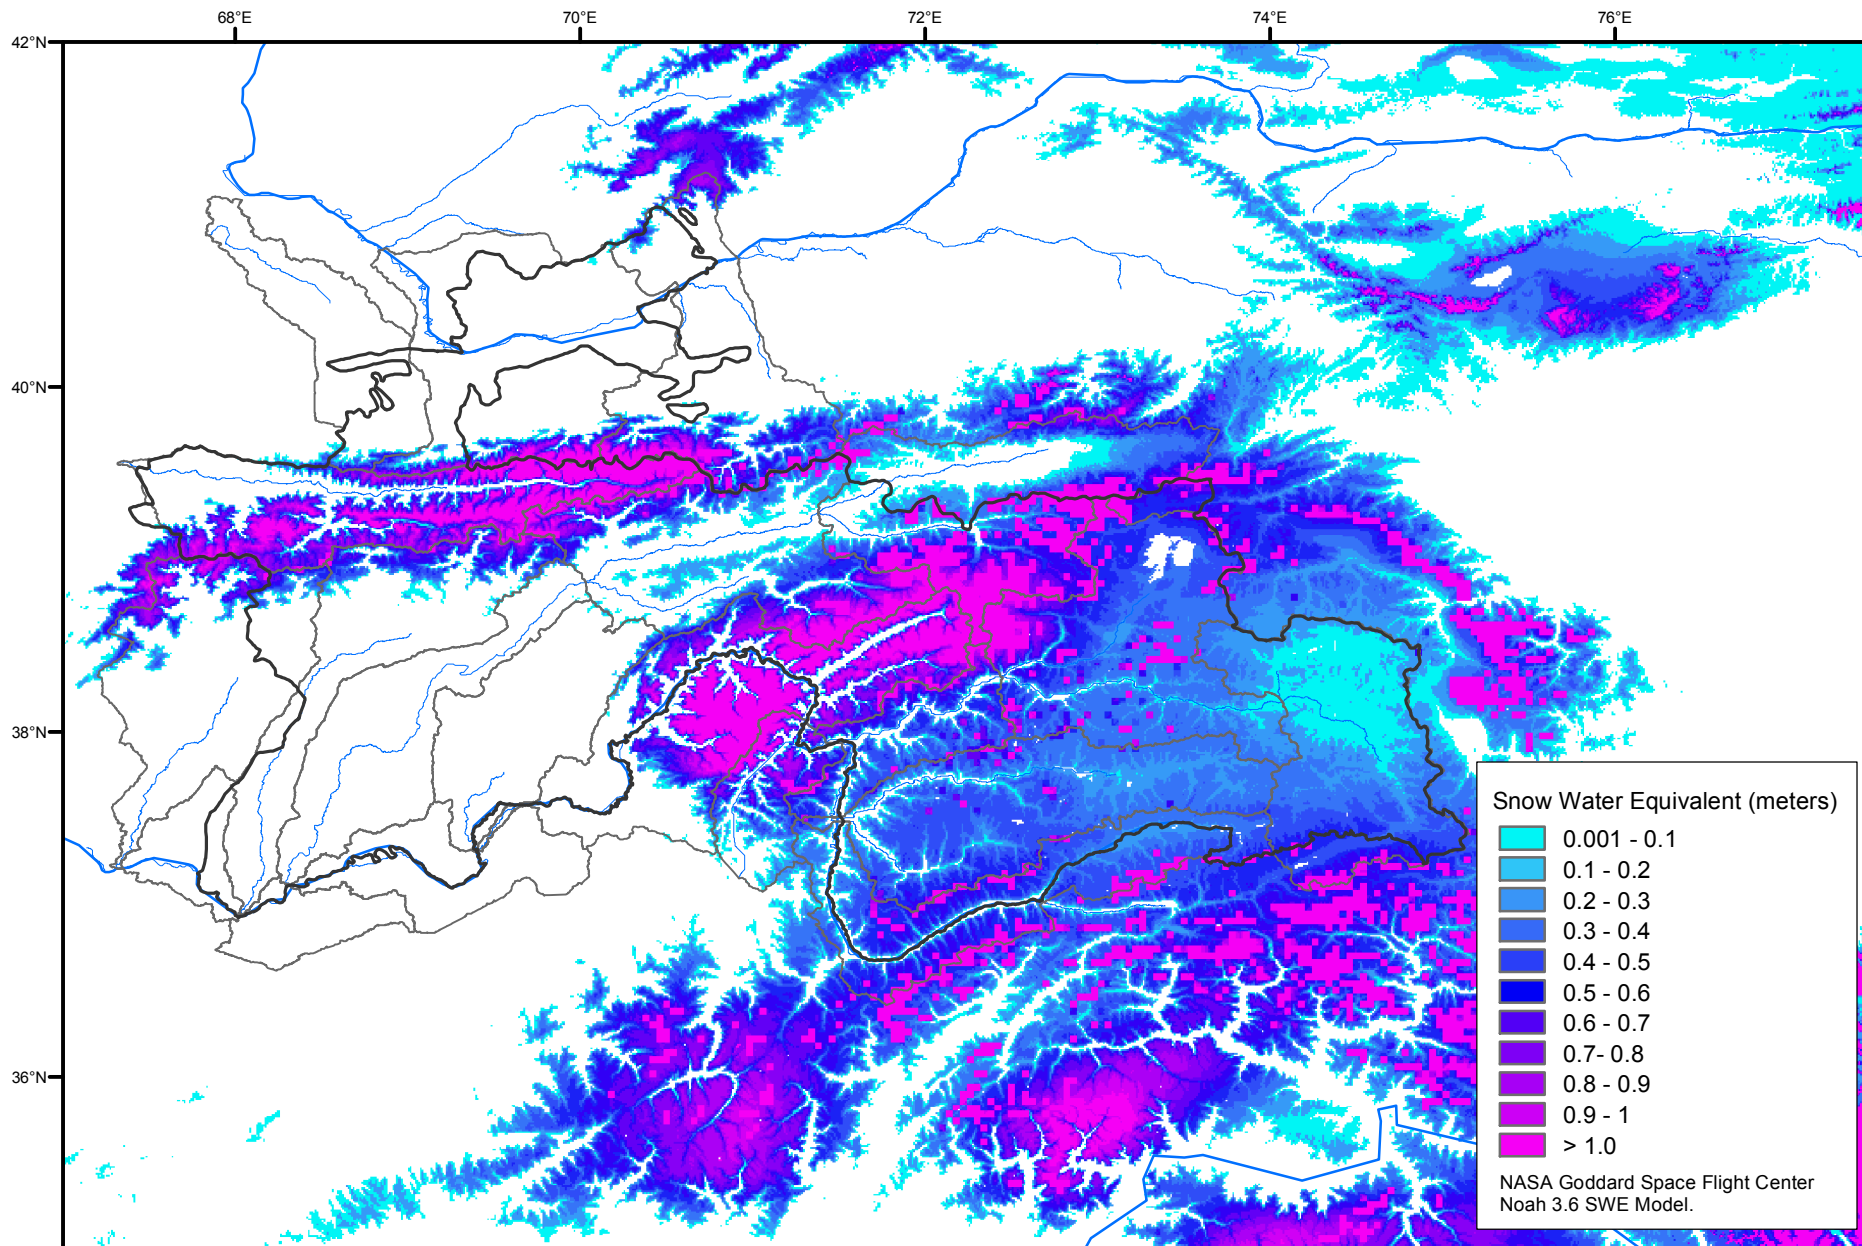 68°E
70°E
72°E
74°E
76°E
42°N
40°N
38°N
36°N
Snow Water Equivalent (meters)
0.001 - 0.1
0.1 - 0.2
0.2 - 0.3
0.3 - 0.4
0.4 - 0.5
0.5 - 0.6
0.6 - 0.7
0.7- 0.8
0.8 - 0.9
0.9 - 1
> 1.0
NASA Goddard Space Flight Center
Noah 3.6 SWE Model.